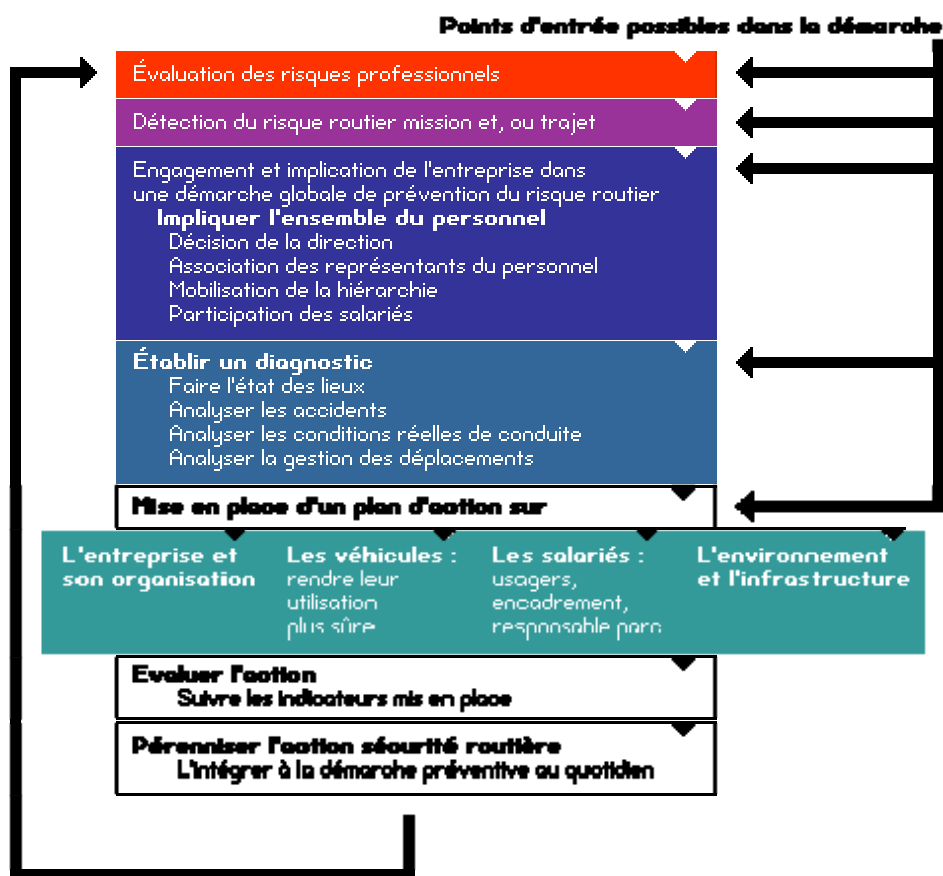 Points d'entrée possibles dans la démarche
Évaluation des risques professionnels
Détection du risque routier mission et, ou trajet
Engagement et implication de l'entreprise dans
une démarche globale de prévention du risque routier
Impliquer l'ensemble du personnel
Décision de la direction
Association des représentants du personnel
Mobilisation de la hiérarchie
Participation des salariés
Établir un diagnostic
Faire l'état des lieux
Analyser les accidents
Analyser les conditions réelles de conduite
Analyser la gestion des déplacements
Mise en place d'un plan d'action sur
L'entreprise et
son organisation
Les véhicules :
rendre leur
utilisation
plus sûre
Les salariés :
usagers,
encadrement,
responsable parc
L'environnement
et l'infrastructure
Evaluer l'action
Suivre les indicateurs mis en place
Pérenniser l'action sécurité routière
L'intégrer à la démarche préventive au quotidien